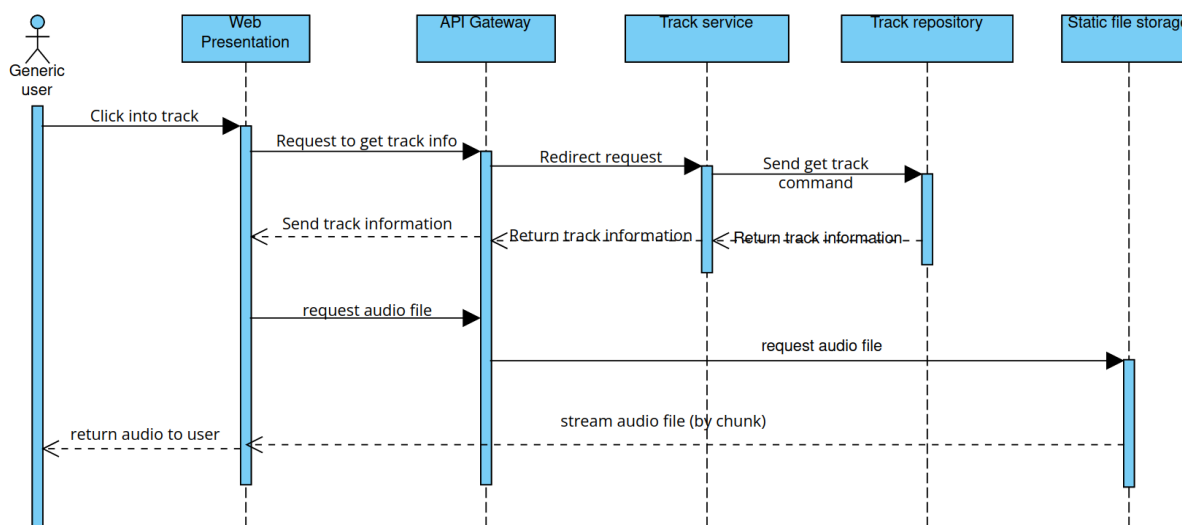 Generic
user
Web
Presentation
API Gateway
Track service
Track repository
Static file storage
Click into track
Request to get track info
Redirect request
Send get track
command
Send track information
Return track information
Return track information
request audio file
request audio file
stream audio file (by chunk)
return audio to user